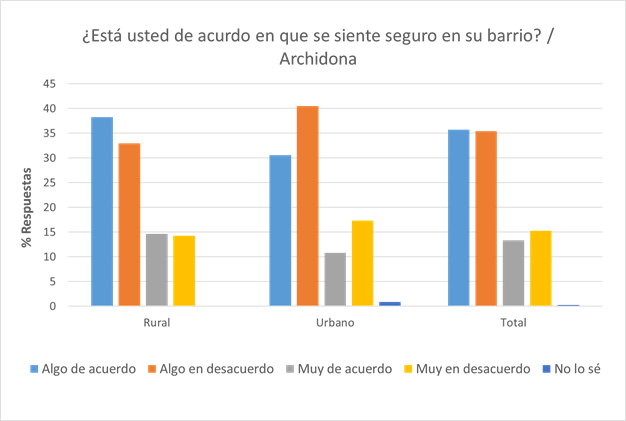 ¿Está usted de acurdo en que se siente seguro en su barrio? /
Archidona
45
40
35
30
25
20
15
10
5
0
% Respuestas
Rural Urbano Total
Algo de acuerdo Algo en desacuerdo Muy de acuerdo Muy en desacuerdo No lo sé